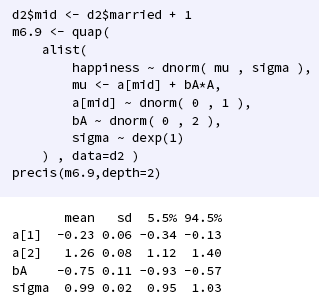 d2$mid <- d2$married + 1
m6.9 <- quap(
    alist(
        happiness ~ dnorm( mu , sigma ),
        mu <- a[mid] + bA*A,
        a[mid] ~ dnorm( 0 , 1 ),
        bA ~ dnorm( 0 , 2 ),
        sigma ~ dexp(1)
    ) , data=d2 )
precis(m6.9,depth=2)
       mean   sd  5.5% 94.5%
a[1]  -0.23 0.06 -0.34 -0.13
a[2]   1.26 0.08  1.12  1.40
bA    -0.75 0.11 -0.93 -0.57
sigma  0.99 0.02  0.95  1.03